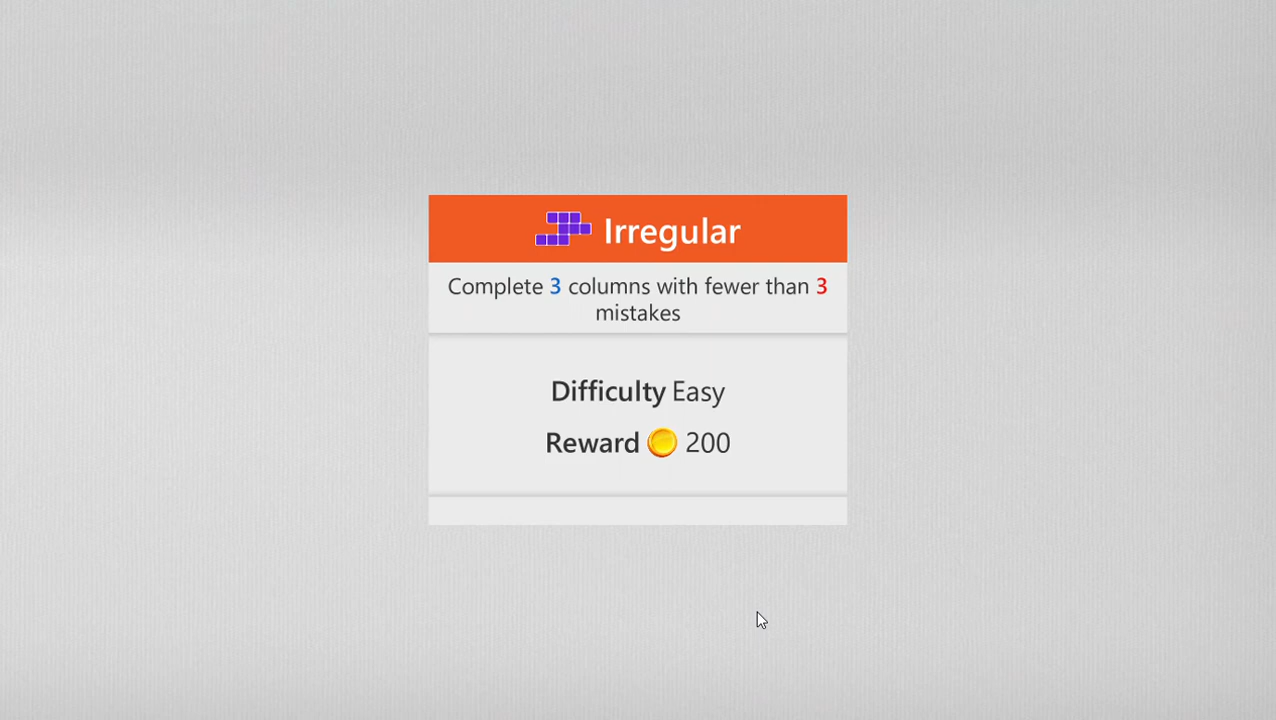 Irregular
Complete 3 columns with fewer than 3
mistakes
Difficulty Easy
Reward 200